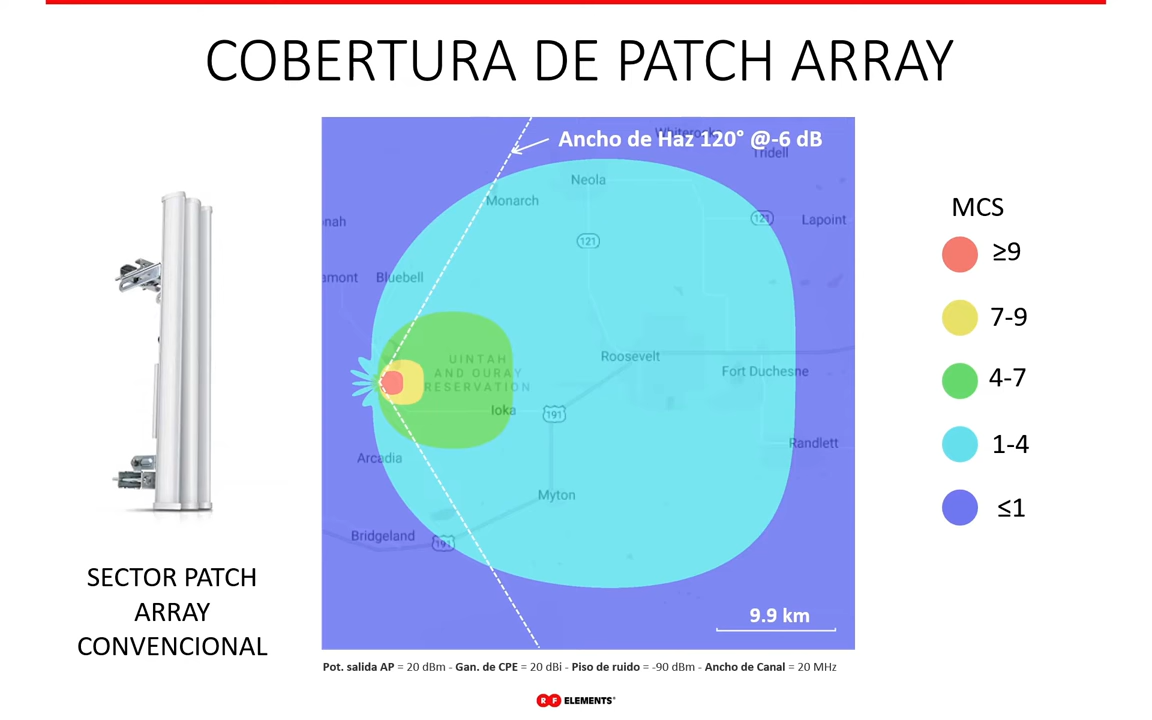 COBERTURA DE PATCH ARRAY
Ancho de Haz 120° @-6 dB
Whiterocks
Tridell
Neola
Monarch
121
Lapoint
nah
121
amont
Bluebell
UINTAH
AND OURAY
RESERVATION
Roosevelt
Fort Duchesne
Ioka
191
Randlett
Arcadia
Myton
Bridgeland
191
9.9 km
MCS
≥9
7-9
4-7
1-4
≤1
SECTOR PATCH
ARRAY
CONVENCIONAL
Pot. salida AP = 20 dBm - Gan. de CPE = 20 dBi - Piso de ruido = -90 dBm - Ancho de Canal = 20 MHz
RF ELEMENTS